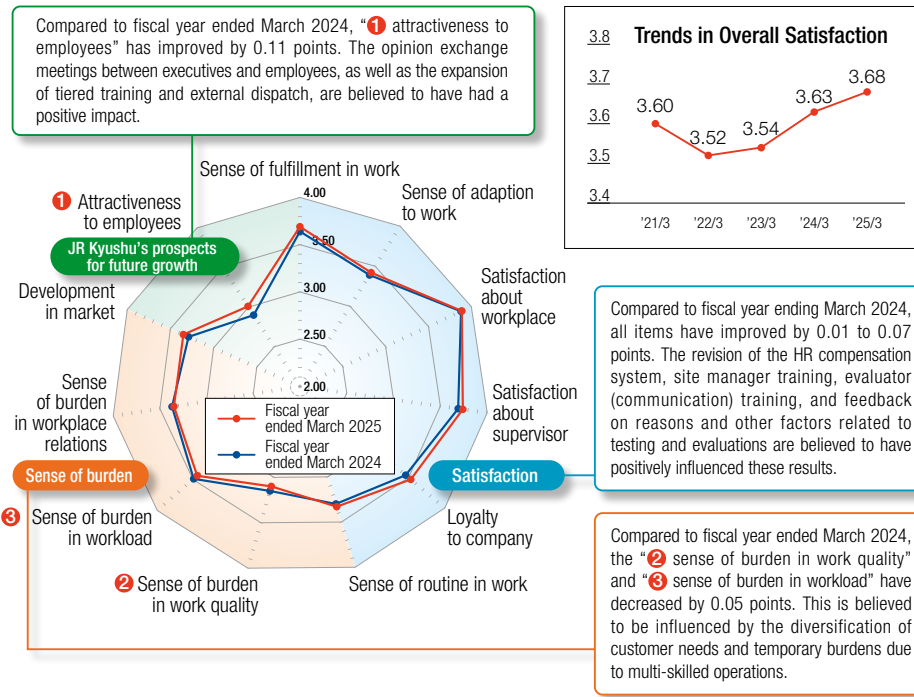 Compared to fiscal year ended March 2024, “❶ attractiveness to
employees” has improved by 0.11 points. The opinion exchange
meetings between executives and employees, as well as the expansion
of tiered training and external dispatch, are believed to have had a
positive impact.
Trends in Overall Satisfaction
3.8
3.7
3.6
3.5
3.4
3.60
3.52
3.54
3.63
3.68
’21/3
’22/3
’23/3
’24/3
’25/3
Sense of fulfillment in work
Sense of adaption
to work
❶ Attractiveness
to employees
JR Kyushu’s prospects
for future growth
Development
in market
4.00
3.50
3.00
2.50
2.00
Satisfaction
about
workplace
Satisfaction
about
supervisor
Sense
of burden
in workplace
relations
Fiscal year
ended March 2025
Fiscal year
ended March 2024
Sense of burden
Satisfaction
❸ Sense of burden
in workload
Loyalty
to company
❷ Sense of burden
in work quality
Sense of routine in work
Compared to fiscal year ending March 2024,
all items have improved by 0.01 to 0.07
points. The revision of the HR compensation
system, site manager training, evaluator
(communication) training, and feedback
on reasons and other factors related to
testing and evaluations are believed to have
positively influenced these results.
Compared to fiscal year ended March 2024,
the “❷ sense of burden in work quality”
and “❸ sense of burden in workload” have
decreased by 0.05 points. This is believed
to be influenced by the diversification of
customer needs and temporary burdens due
to multi-skilled operations.